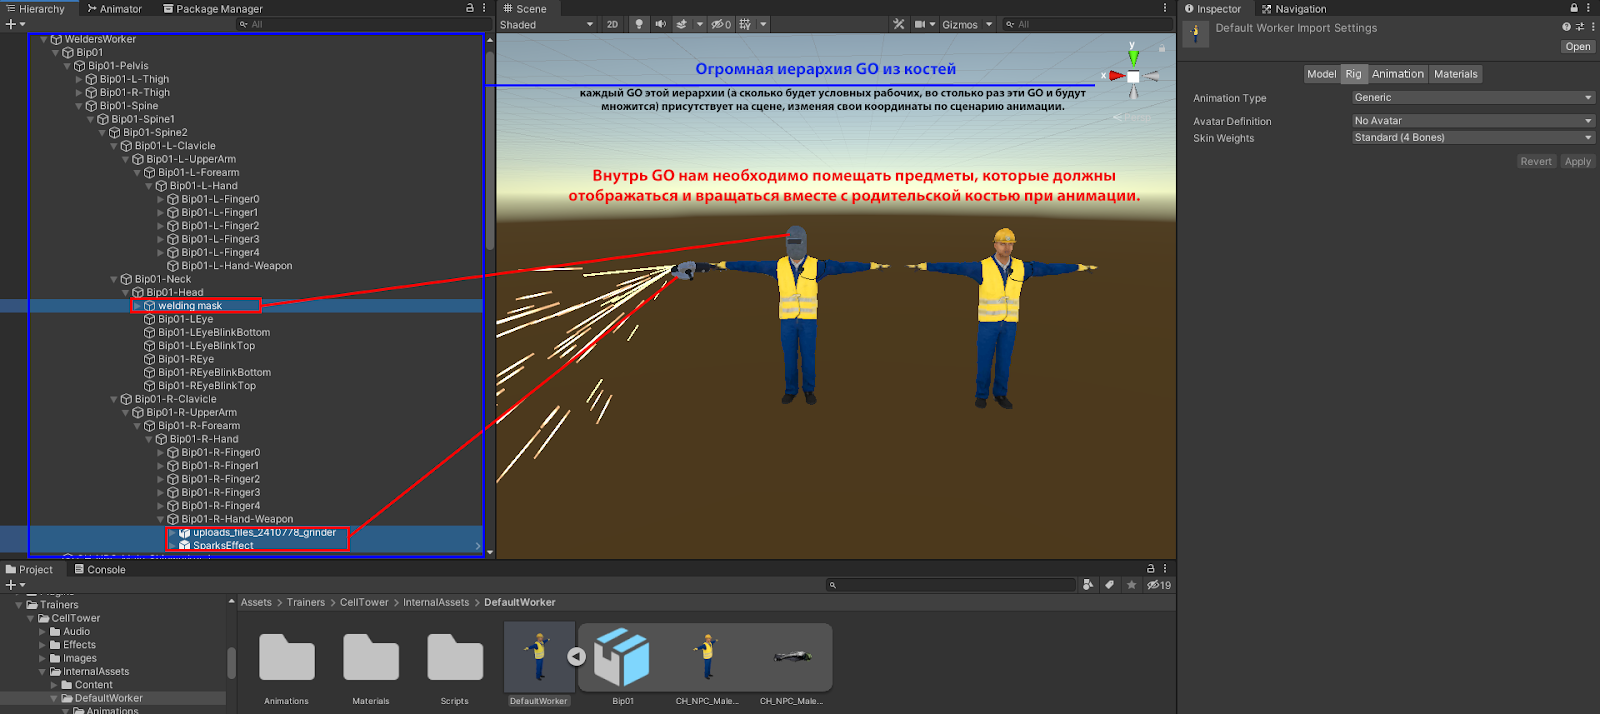 Hierarchy
Animator
Package Manager
All
WeldersWorker
Bip01
Bip01-Pelvis
Bip01-L-Thigh
Bip01-R-Thigh
Bip01-Spine
Bip01-Spine1
Bip01-Spine2
Bip01-L-Clavicle
Bip01-L-UpperArm
Bip01-L-Forearm
Bip01-L-Hand
Bip01-L-Finger0
Bip01-L-Finger1
Bip01-L-Finger2
Bip01-L-Finger3
Bip01-L-Finger4
Bip01-L-Hand-Weapon
Bip01-Neck
Bip01-Head
welding mask
Bip01-LEye
Bip01-LEyeBlinkBottom
Bip01-LEyeBlinkTop
Bip01-REye
Bip01-REyeBlinkBottom
Bip01-REyeBlinkTop
Bip01-R-Clavicle
Bip01-R-UpperArm
Bip01-R-Forearm
Bip01-R-Hand
Bip01-R-Finger0
Bip01-R-Finger1
Bip01-R-Finger2
Bip01-R-Finger3
Bip01-R-Finger4
Bip01-R-Hand-Weapon
uploads_files_2410778_grinder
SparksEffect
Scene
Shaded
2D
0
Gizmos
All
y
x
Persp
Огромная иерархия GO из костей
каждый GO этой иерархии (а сколько будет условных рабочих, во столько раз эти GO и будут
множится) присутствует на сцене, изменяя свои координаты по сценарию анимации.
Внутрь GO нам необходимо помещать предметы, которые должны
отображаться и вращаться вместе с родительской костью при анимации.
Inspector
Navigation
Default Worker Import Settings
Open
Model
Rig
Animation
Materials
Animation Type
Generic
Avatar Definition
No Avatar
Skin Weights
Standard (4 Bones)
Revert
Apply
Project
Console
19
Trainers
CellTower
Audio
Effects
Images
InternalAssets
Content
DefaultWorker
Animations
Assets > Trainers > CellTower > InternalAssets > DefaultWorker
Animations
Materials
Scripts
DefaultWorker
Bip01
CH_NPC_Male...
CH_NPC_Male...